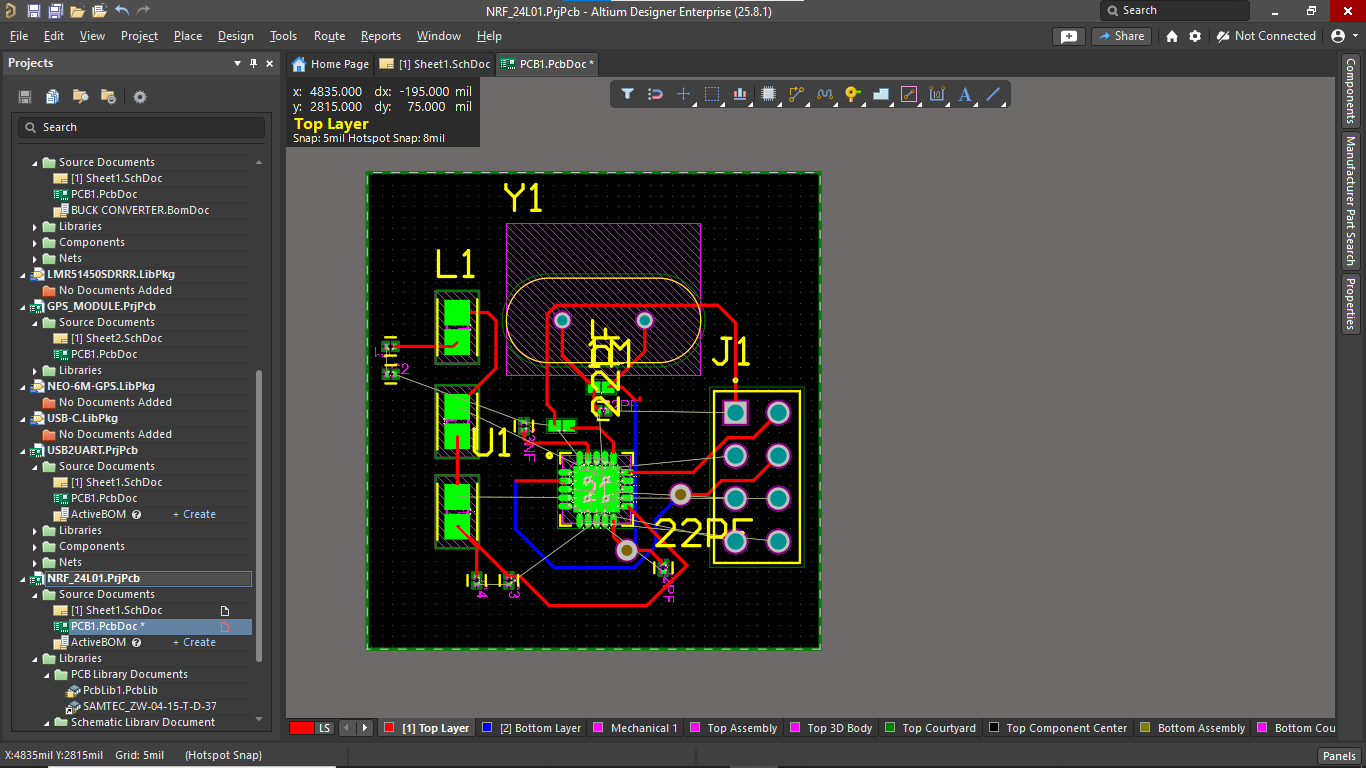 NRF_24L01.PrjPcb - Altium Designer Enterprise (25.8.1)
Search
File Edit View Project Place Design Tools Route Reports Window Help
Share
Not Connected
Projects
Home Page
[1] Sheet1.SchDoc
PCB1.PcbDoc *
x: 4835.000 dx: -195.000 mil
y: 2815.000 dy: 75.000 mil
Top Layer
Snap: 5mil Hotspot Snap: 8mil
Search
Source Documents
[1] Sheet1.SchDoc
PCB1.PcbDoc
BUCK CONVERTER.BomDoc
Libraries
Components
Nets
LMR51450SDRRR.LibPkg
No Documents Added
GPS_MODULE.PrjPcb
Source Documents
[1] Sheet2.SchDoc
PCB1.PcbDoc
Libraries
NEO-6M-GPS.LibPkg
No Documents Added
USB-C.LibPkg
No Documents Added
USB2UART.PrjPcb
Source Documents
[1] Sheet1.SchDoc
PCB1.PcbDoc
ActiveBOM + Create
Libraries
Components
Nets
NRF_24L01.PrjPcb
Source Documents
[1] Sheet1.SchDoc
PCB1.PcbDoc *
ActiveBOM + Create
Libraries
PCB Library Documents
PcbLib1.PcbLib
SAMTEC_ZW-04-15-T-D-37
Schematic Library Document
Y1
L1
J1
U1
22PF
Components
Manufacturer Part Search
Properties
LS
[1] Top Layer
[2] Bottom Layer
Mechanical 1
Top Assembly
Top 3D Body
Top Courtyard
Top Component Center
Bottom Assembly
Bottom Cou
X:4835mil Y:2815mil Grid: 5mil (Hotspot Snap)
Panels